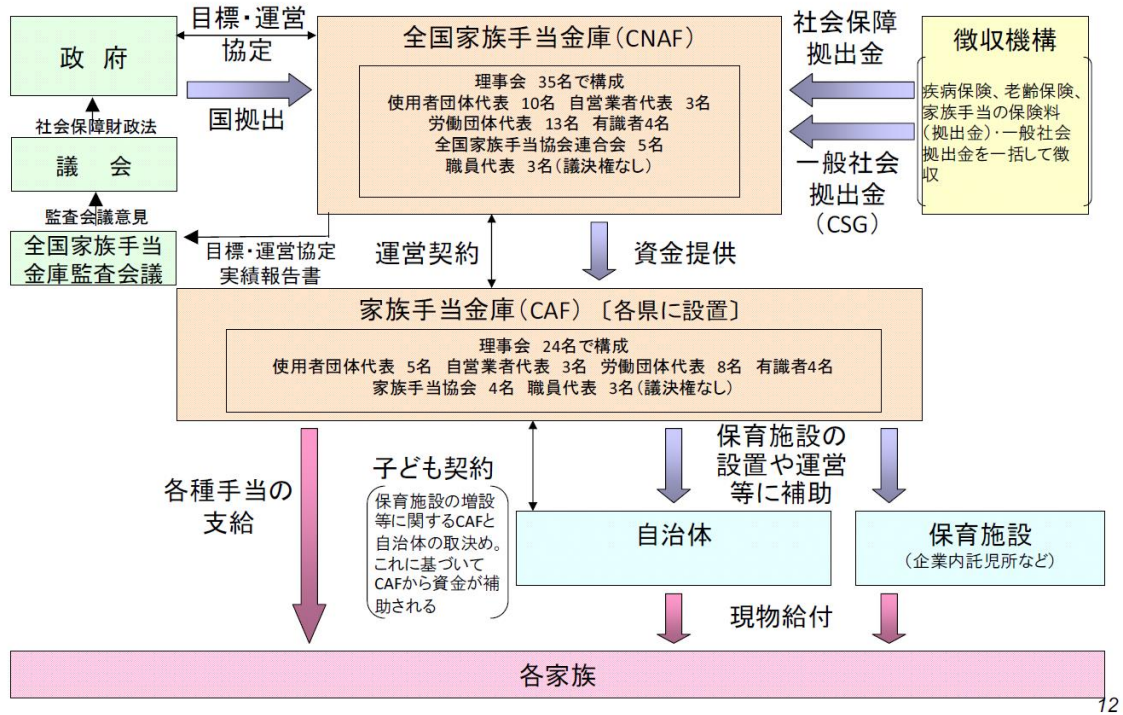 政　府
目標・運営
協定
国拠出
全国家族手当金庫（CNAF）
理事会　35名で構成
使用者団体代表　10名　自営業者代表　3名
労働団体代表　13名　有識者4名
全国家族手当協会連合会　5名
職員代表　3名（議決権なし）
社会保障
拠出金
一般社会
拠出金
（CSG）
徴収機構
疾病保険、老齢保険、
家族手当の保険料
（拠出金）・一般社会
拠出金を一括して徴
収
社会保障財政法
議　会
監査会議意見
全国家族手当
金庫監査会議
目標・運営協定
実績報告書
運営契約
資金提供
家族手当金庫（CAF）〔各県に設置〕
理事会　24名で構成
使用者団体代表　5名　自営業者代表　3名　労働団体代表　8名　有識者4名
家族手当協会　4名　職員代表　3名（議決権なし）
各種手当の
支給
子ども契約
保育施設の増設
等に関するCAFと
自治体の取決め。
これに基づいて
CAFから資金が補
助される
保育施設の
設置や運営
等に補助
自治体
保育施設
（企業内託児所など）
現物給付
各家族
12